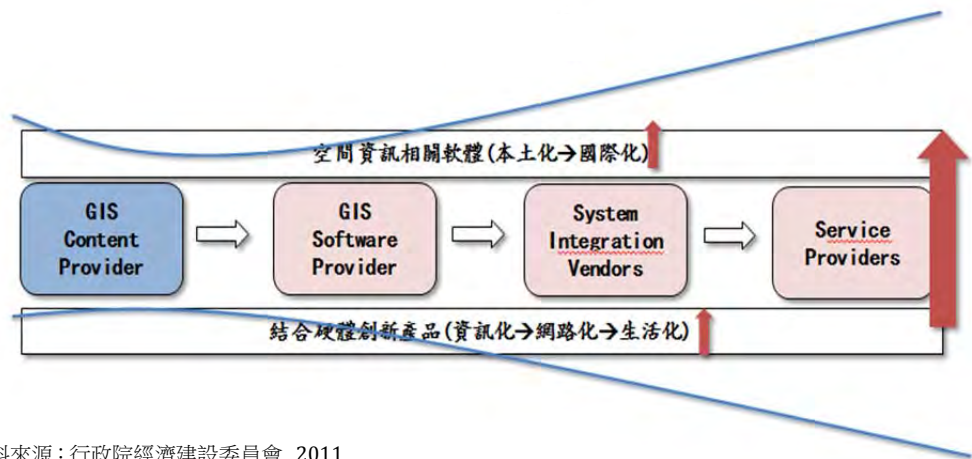 空間資訊相關軟體(本土化→國際化)
GIS
Content
Provider
GIS
Software
Provider
System
Integration
Vendors
Service
Providers
結合硬體創新產品(資訊化→網路化→生活化)
料來源：行政院經濟建設委員會 2011